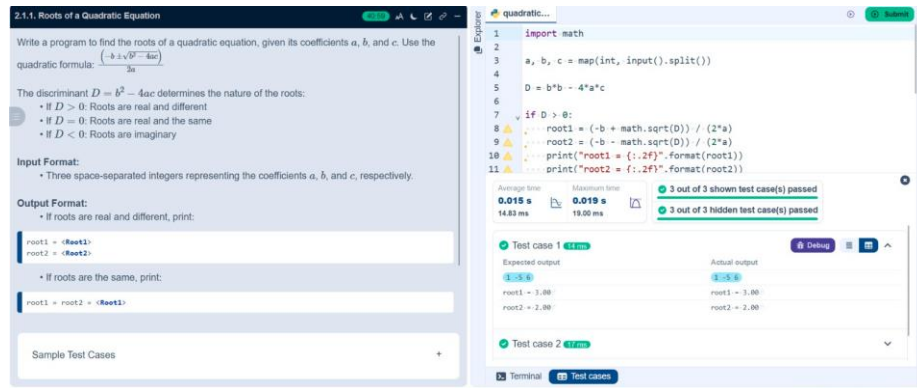 2.1.1. Roots of a Quadratic Equation
Write a program to find the roots of a quadratic equation, given its coefficients a, b, and c. Use the
quadratic formula: (−b ± √b² − 4ac) / 2a
The discriminant D = b² − 4ac determines the nature of the roots:
• If D > 0: Roots are real and different
• If D = 0: Roots are real and the same
• If D < 0: Roots are imaginary
Input Format:
• Three space-separated integers representing the coefficients a, b, and c, respectively.
Output Format:
• If roots are real and different, print:
root1 = <Root1>
root2 = <Root2>
• If roots are the same, print:
root1 = root2 = <Root1>
Sample Test Cases
+
Explorer
quadratic...
Submit
1 import math
2
3 a, b, c = map(int, input().split())
4
5 D = b*b - 4*a*c
6
7 if D > 0:
8 root1 = (-b + math.sqrt(D)) / (2*a)
9 root2 = (-b - math.sqrt(D)) / (2*a)
10 print("root1 = {:.2f}".format(root1))
11 print("root2 = {:.2f}".format(root2))
Average time
0.015 s
14.83 ms
Maximum time
0.019 s
19.00 ms
3 out of 3 shown test case(s) passed
3 out of 3 hidden test case(s) passed
Test case 1 14 ms
Debug
Expected output
Actual output
1 -5 6
1 -5 6
root1 = 3.00
root1 = 3.00
root2 = 2.00
root2 = 2.00
Test case 2 17 ms
Terminal
Test cases